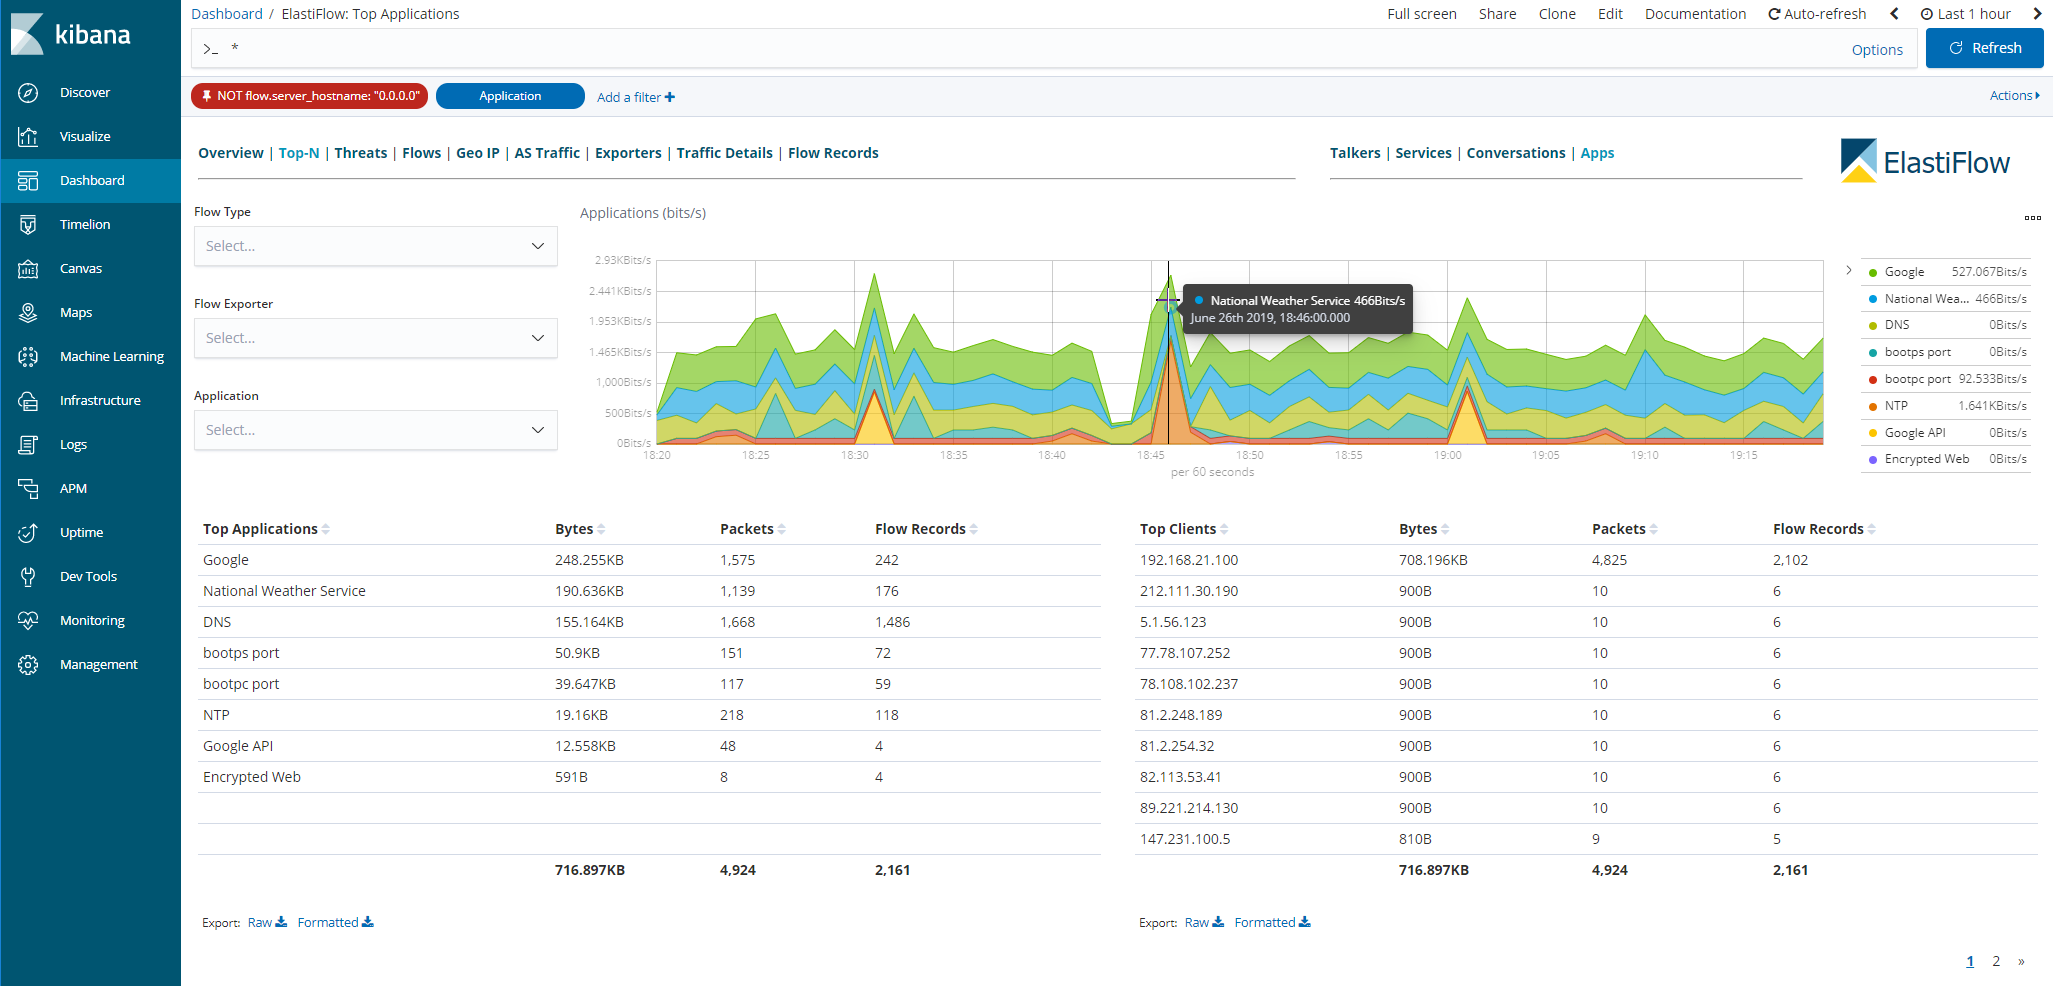 kibana
Discover
Visualize
Dashboard
Timelion
Canvas
Maps
Machine Learning
Infrastructure
Logs
APM
Uptime
Dev Tools
Monitoring
Management
Dashboard / ElastiFlow: Top Applications
Full screen Share Clone Edit Documentation Auto-refresh Last 1 hour
>_ *
Options
Refresh
NOT flow.server_hostname: "0.0.0.0"
Application
Add a filter +
Actions
Overview | Top-N | Threats | Flows | Geo IP | AS Traffic | Exporters | Traffic Details | Flow Records
Talkers | Services | Conversations | Apps
ElastiFlow
Flow Type
Select...
Flow Exporter
Select...
Application
Select...
Applications (bits/s)
2.93KBits/s
2.441KBits/s
1.953KBits/s
1.465KBits/s
1,000Bits/s
500Bits/s
0Bits/s
18:20 18:25 18:30 18:35 18:40 18:45 18:50 18:55 19:00 19:05 19:10 19:15
per 60 seconds
National Weather Service 466Bits/s
June 26th 2019, 18:46:00.000
Google 527.067Bits/s
National Wea... 466Bits/s
DNS 0Bits/s
bootps port 0Bits/s
bootpc port 92.533Bits/s
NTP 1.641KBits/s
Google API 0Bits/s
Encrypted Web 0Bits/s
Top Applications Bytes Packets Flow Records
Google 248.255KB 1,575 242
National Weather Service 190.636KB 1,139 176
DNS 155.164KB 1,668 1,486
bootps port 50.9KB 151 72
bootpc port 39.647KB 117 59
NTP 19.16KB 218 118
Google API 12.558KB 48 4
Encrypted Web 591B 8 4
716.897KB 4,924 2,161
Export: Raw Formatted
Top Clients Bytes Packets Flow Records
192.168.21.100 708.196KB 4,825 2,102
212.111.30.190 900B 10 6
5.1.56.123 900B 10 6
77.78.107.252 900B 10 6
78.108.102.237 900B 10 6
81.2.248.189 900B 10 6
81.2.254.32 900B 10 6
82.113.53.41 900B 10 6
89.221.214.130 900B 10 6
147.231.100.5 810B 9 5
716.897KB 4,924 2,161
Export: Raw Formatted
1 2 »